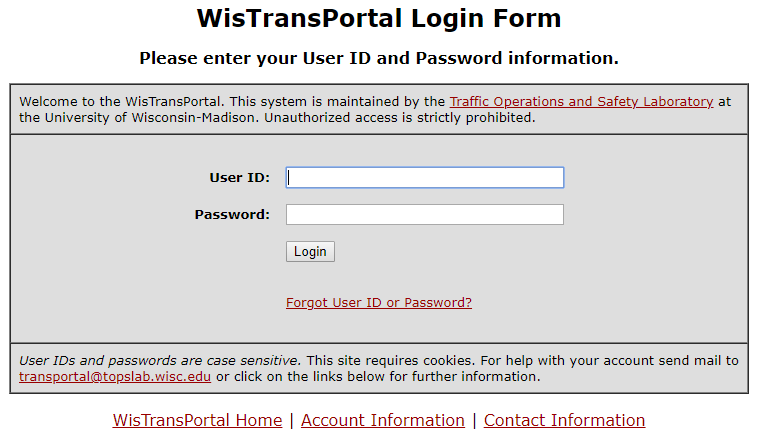 WisTransPortal Login Form
Please enter your User ID and Password information.
Welcome to the WisTransPortal. This system is maintained by the Traffic Operations and Safety Laboratory at
the University of Wisconsin-Madison. Unauthorized access is strictly prohibited.
User ID:
Password:
Login
Forgot User ID or Password?
User IDs and passwords are case sensitive. This site requires cookies. For help with your account send mail to
transportal@topslab.wisc.edu or click on the links below for further information.
WisTransPortal Home | Account Information | Contact Information